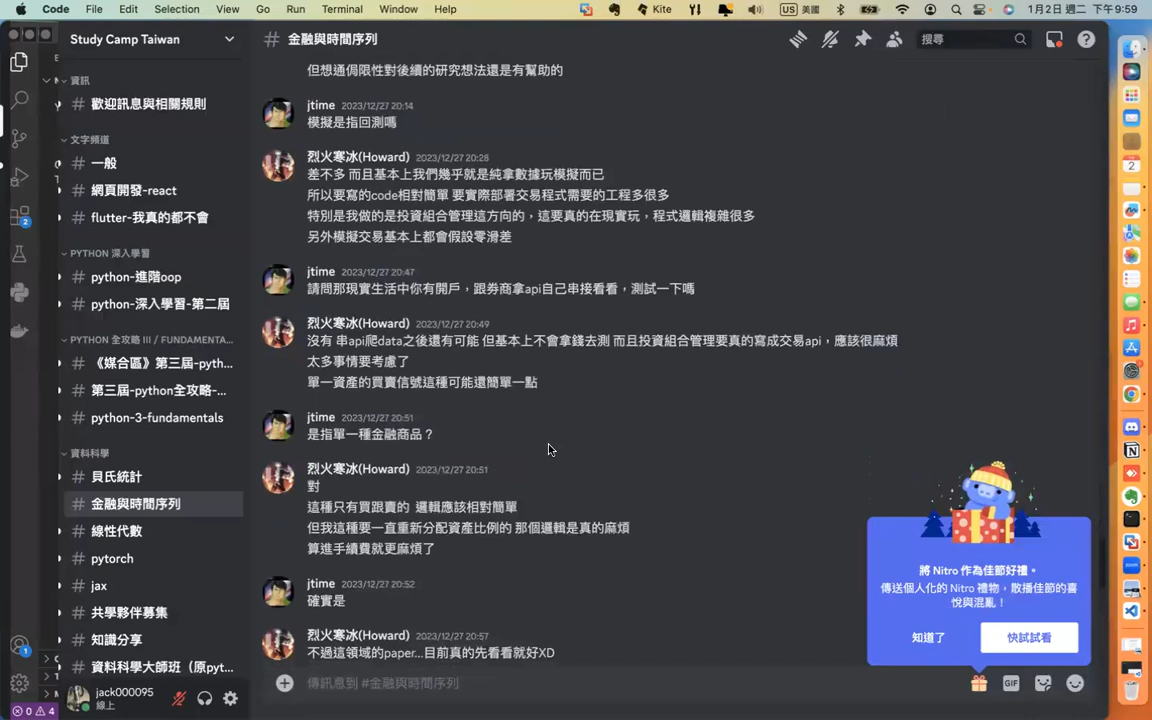 Code File Edit Selection View Go Run Terminal Window Help
Kite
US 美國
1月2日 週二 下午9:59
Study Camp Taiwan
# 金融與時間序列
搜尋
資訊
# 歡迎訊息與相關規則
文字頻道
# 一般
# 網頁開發-react
# flutter-我真的都不會
PYTHON 深入學習
# python-進階oop
# python-深入學習-第二屆
PYTHON 全攻略 III / FUNDAMENTA...
# 《媒合區》第三屆-pyth...
# 第三屆-python全攻略-...
# python-3-fundamentals
資料科學
# 貝氏統計
# 金融與時間序列
# 線性代數
# pytorch
# jax
# 共學夥伴募集
# 知識分享
# 資料科學大師班（原pyt...
jack000095
線上
但想通侷限性對後續的研究想法還是有幫助的
jtime 2023/12/27 20:14
模擬是指回測嗎
烈火寒冰(Howard) 2023/12/27 20:28
差不多 而且基本上我們幾乎就是純拿數據玩模擬而已
所以要寫的code相對簡單 要實際部署交易程式需要的工程多很多
特別是我做的是投資組合管理這方向的，這要真的在現實玩，程式邏輯複雜很多
另外模擬交易基本上都會假設零滑差
jtime 2023/12/27 20:47
請問那現實生活中你有開戶，跟券商拿api自己串接看看，測試一下嗎
烈火寒冰(Howard) 2023/12/27 20:49
沒有 串api爬data之後還有可能 但基本上不會拿錢去測 而且投資組合管理要真的寫成交易api，應該很麻煩
太多事情要考慮了
單一資產的買賣信號這種可能還簡單一點
jtime 2023/12/27 20:51
是指單一種金融商品？
烈火寒冰(Howard) 2023/12/27 20:51
對
這種只有買跟賣的 邏輯應該相對簡單
但我這種要一直重新分配資產比例的 那個邏輯是真的麻煩
算進手續費就更麻煩了
jtime 2023/12/27 20:52
確實是
烈火寒冰(Howard) 2023/12/27 20:57
不過這領域的paper...目前真的先看看就好XD
傳訊息到 #金融與時間序列
GIF
將 Nitro 作為佳節好禮。
傳送個人化的 Nitro 禮物，散播佳節的喜
悅與混亂！
知道了
快試試看
2
1
0 4
2